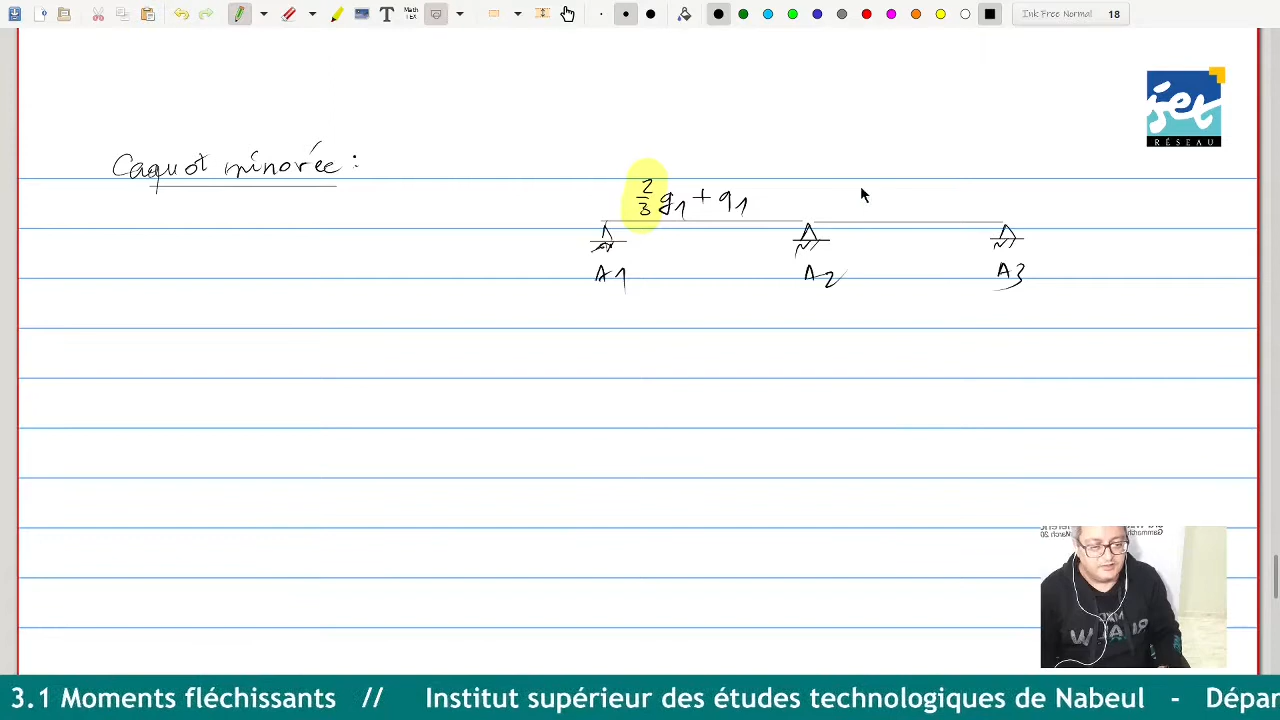 Ink Free Normal 18
iset
RÉSEAU
Caquot minorée :
2/3 g1 + q1
A1 A2 A3
3.1 Moments fléchissants // Institut supérieur des études technologiques de Nabeul - Dépar